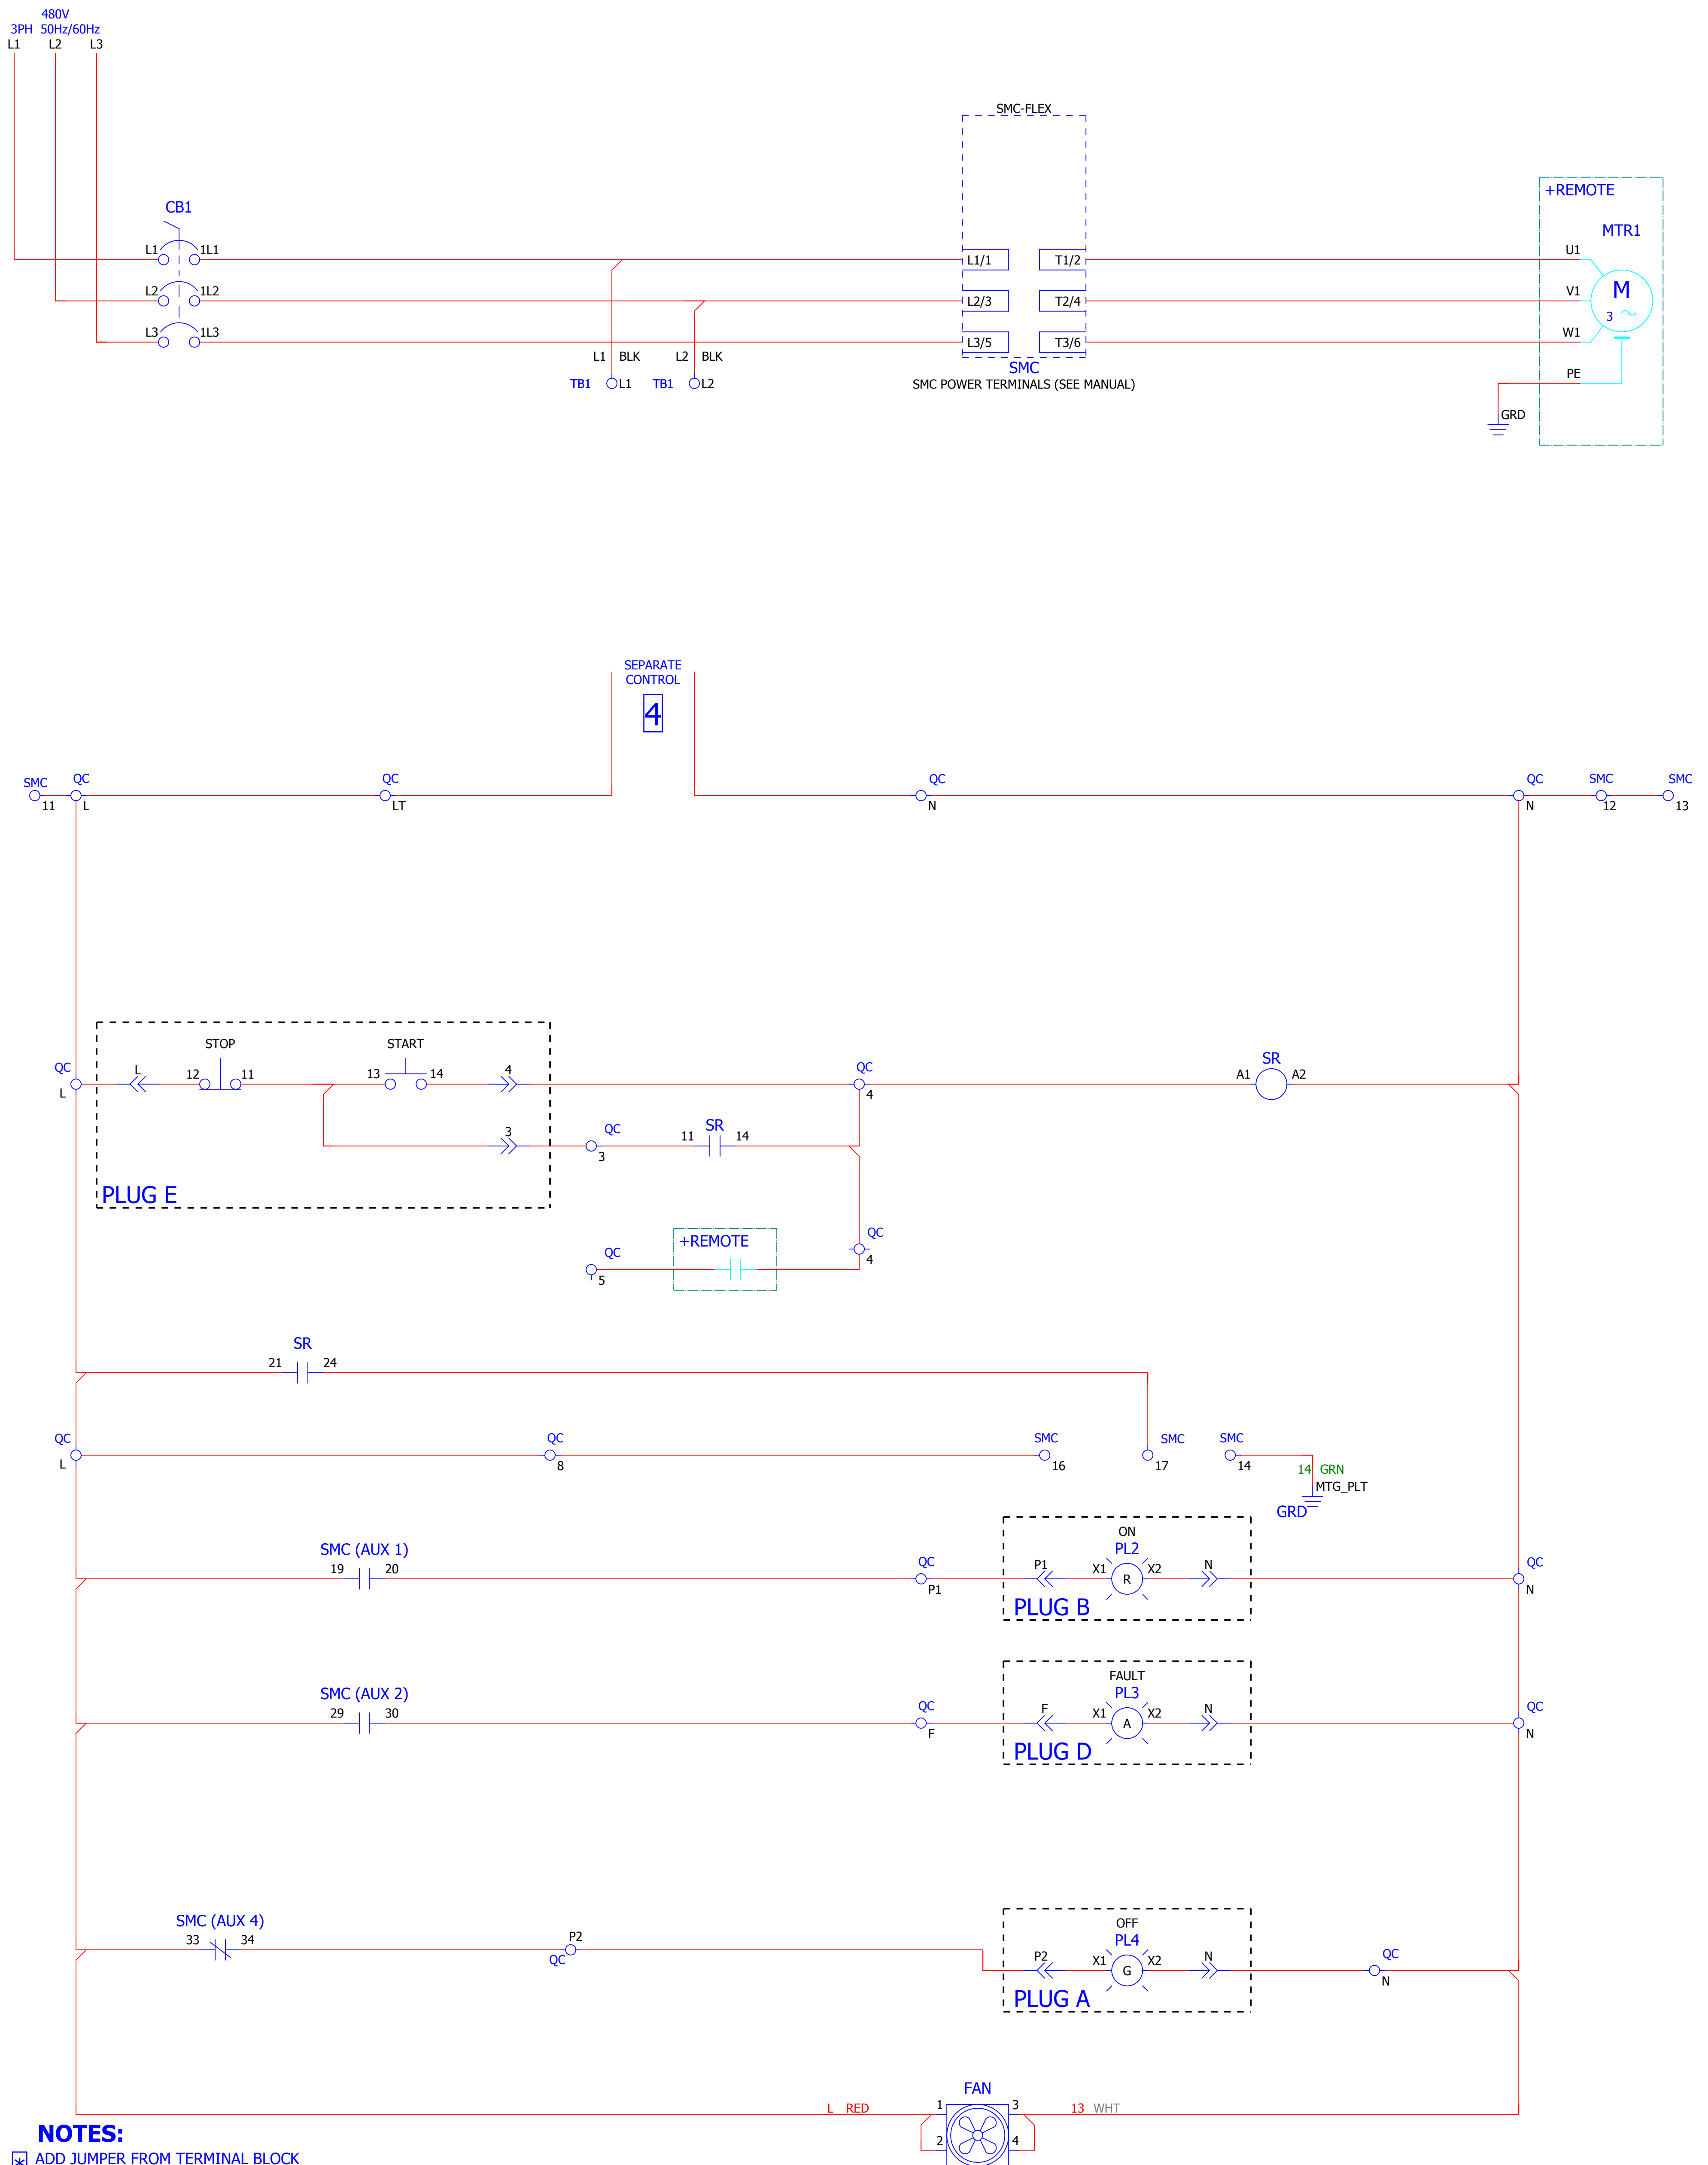 480V
3PH 50Hz/60Hz
L1 L2 L3
SMC-FLEX
+REMOTE
CB1
MTR1
L1 1L1
L1/1 T1/2
U1
L2 1L2
L2/3 T2/4
V1
M
3
L3 1L3
L3/5 T3/6
W1
L1 BLK L2 BLK
SMC
PE
TB1 L1 TB1 L2
SMC POWER TERMINALS (SEE MANUAL)
GRD
SEPARATE
CONTROL
4
SMC QC QC QC QC SMC SMC
11 L LT N N 12 13
STOP START
QC L 12 11 13 14 4 QC SR
A1 A2
L 4
3 QC 11 SR 14
3
PLUG E
QC +REMOTE QC
5 4
SR
21 24
QC QC SMC SMC SMC
L 8 16 17 14
14 GRN
MTG_PLT
GRD
ON
SMC (AUX 1) PL2
19 20 QC P1 X1 R X2 N QC
P1 N
PLUG B
FAULT
SMC (AUX 2) PL3
29 30 QC F X1 A X2 N QC
F N
PLUG D
OFF
SMC (AUX 4) PL4
33 34 P2 P2 X1 G X2 N QC
QC N
PLUG A
FAN
L RED 1 3 13 WHT
2 4
NOTES:
* ADD JUMPER FROM TERMINAL BLOCK